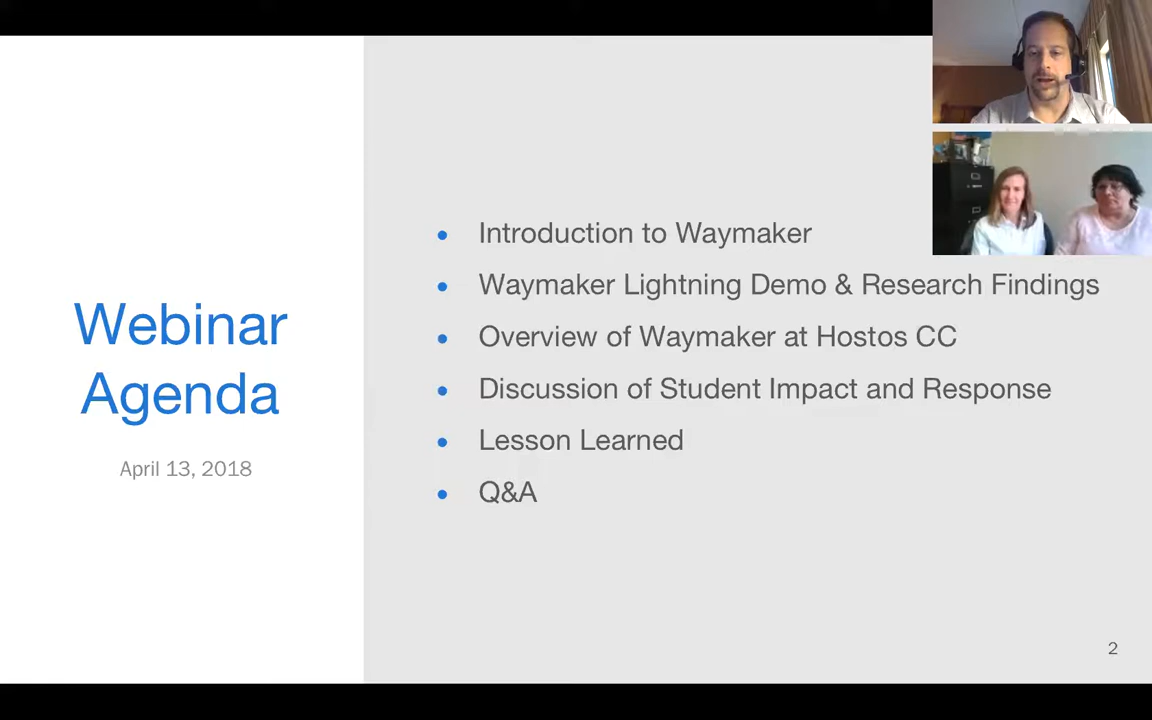 Webinar
Agenda
April 13, 2018
• Introduction to Waymaker
• Waymaker Lightning Demo & Research Findings
• Overview of Waymaker at Hostos CC
• Discussion of Student Impact and Response
• Lesson Learned
• Q&A
2